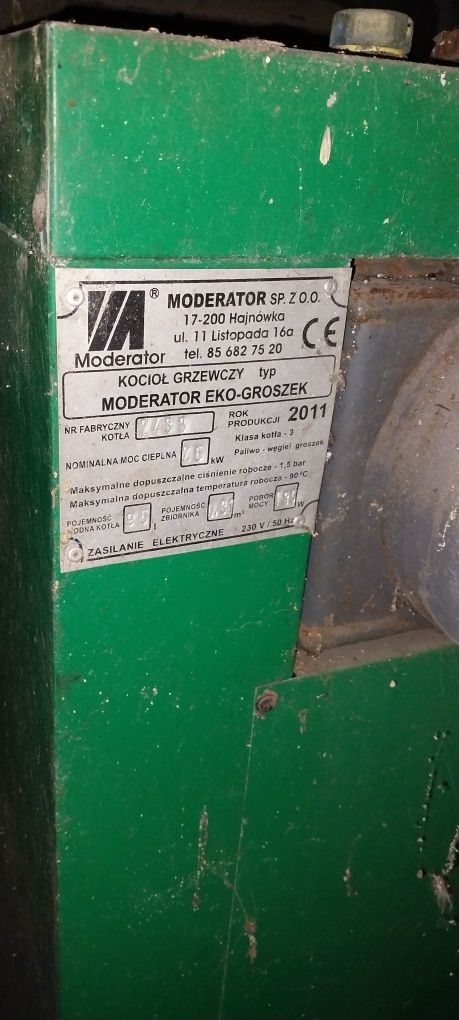 MODERATOR SP. Z O.O.
17-200 Hajnówka
ul. 11 Listopada 16a
tel. 85 682 75 20
Moderator
®
CE
KOCIOŁ GRZEWCZY typ
MODERATOR EKO-GROSZEK
NR FABRYCZNY KOTŁA
ROK PRODUKCJI 2011
NOMINALNA MOC CIEPLNA 25 kW
Klasa kotła - 3
Paliwo - węgiel groszek
Maksymalne dopuszczalne ciśnienie robocze - 1,5 bar
Maksymalna dopuszczalna temperatura robocza - 90 °C
POJEMNOŚĆ WODNA KOTŁA
POJEMNOŚĆ ZBIORNIKA m³
POBÓR MOCY W
ZASILANIE ELEKTRYCZNE 230 V / 50 Hz